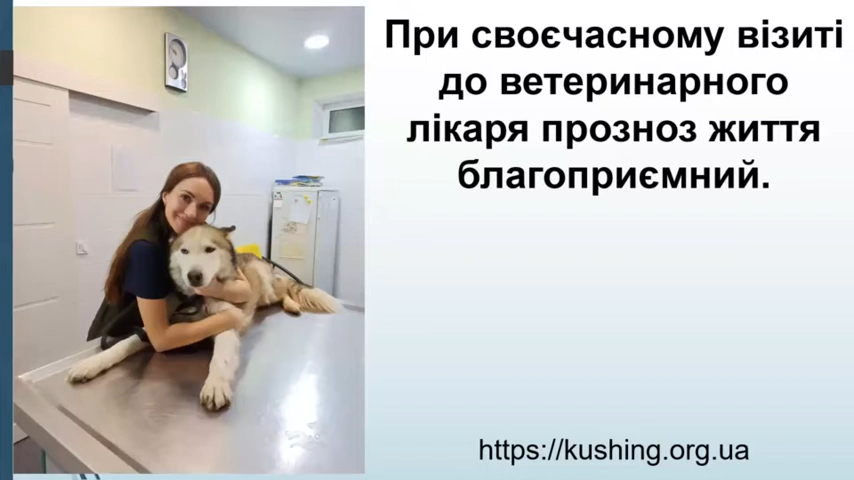 При своєчасному візиті
до ветеринарного
лікаря прозноз життя
благоприємний.
https://kushing.org.ua